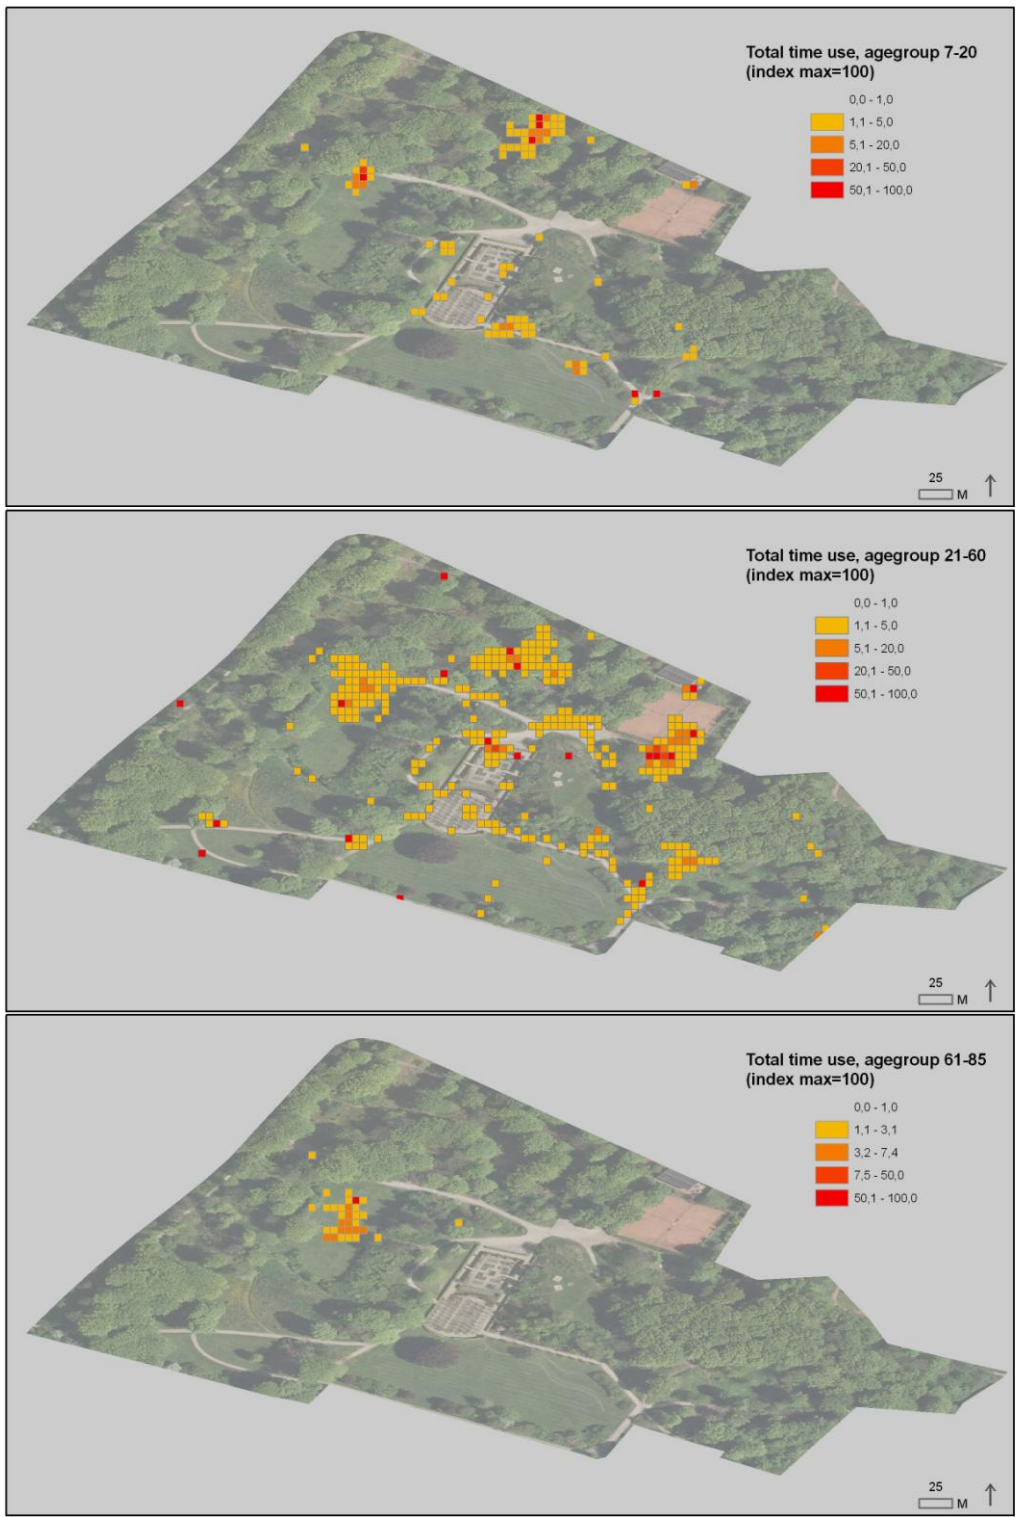 Total time use, agegroup 7-20
(index max=100)
0,0 - 1,0
1,1 - 5,0
5,1 - 20,0
20,1 - 50,0
50,1 - 100,0
25
M
Total time use, agegroup 21-60
(index max=100)
0,0 - 1,0
1,1 - 5,0
5,1 - 20,0
20,1 - 50,0
50,1 - 100,0
25
M
Total time use, agegroup 61-85
(index max=100)
0,0 - 1,0
1,1 - 3,1
3,2 - 7,4
7,5 - 50,0
50,1 - 100,0
25
M